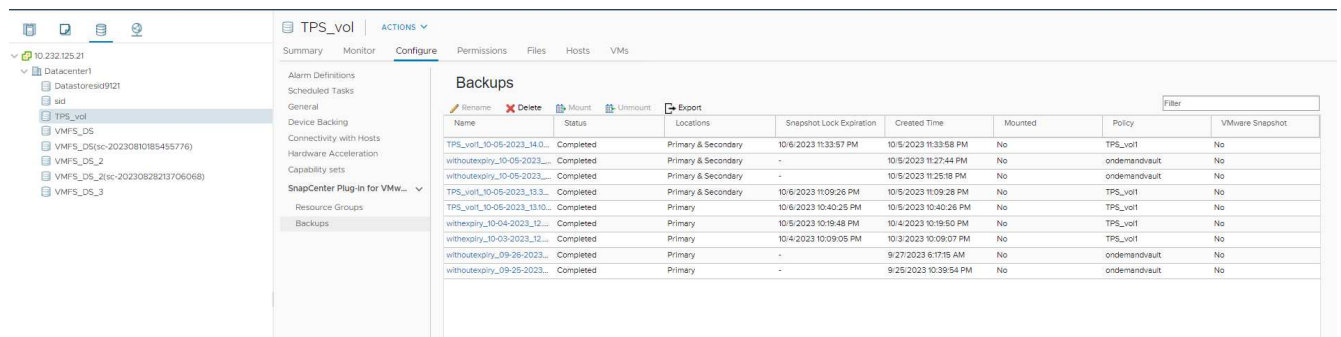 TPS_vol ACTIONS
Summary Monitor Configure Permissions Files Hosts VMs
10.232.125.21
Datacenter1
Datastoresid9121
sid
TPS_vol
VMFS_DS
VMFS_DS(sc-20230810185455776)
VMFS_DS_2
VMFS_DS_2(sc-20230828213706068)
VMFS_DS_3
Alarm Definitions
Scheduled Tasks
General
Device Backing
Connectivity with Hosts
Hardware Acceleration
Capability sets
SnapCenter Plug-in for VMw...
Resource Groups
Backups
Backups
Rename Delete Mount Unmount Export Filter
Name Status Locations Snapshot Lock Expiration Created Time Mounted Policy VMware Snapshot
TPS_vol1_10-05-2023_14.0... Completed Primary & Secondary 10/6/2023 11:33:57 PM 10/5/2023 11:33:58 PM No TPS_vol1 No
withoutexpiry_10-05-2023_... Completed Primary & Secondary - 10/5/2023 11:27:44 PM No ondemandvault No
withoutexpiry_10-05-2023_... Completed Primary & Secondary - 10/5/2023 11:25:18 PM No ondemandvault No
TPS_vol1_10-05-2023_13.3... Completed Primary & Secondary 10/6/2023 11:09:26 PM 10/5/2023 11:09:28 PM No TPS_vol1 No
TPS_vol1_10-05-2023_13.10... Completed Primary 10/6/2023 10:40:25 PM 10/5/2023 10:40:26 PM No TPS_vol1 No
withexpiry_10-04-2023_12.... Completed Primary 10/5/2023 10:19:48 PM 10/4/2023 10:19:50 PM No TPS_vol1 No
withexpiry_10-03-2023_12.... Completed Primary 10/4/2023 10:09:05 PM 10/3/2023 10:09:07 PM No TPS_vol1 No
withoutexpiry_09-26-2023... Completed Primary - 9/27/2023 6:17:15 AM No ondemandvault No
withoutexpiry_09-25-2023... Completed Primary - 9/25/2023 10:39:54 PM No ondemandvault No